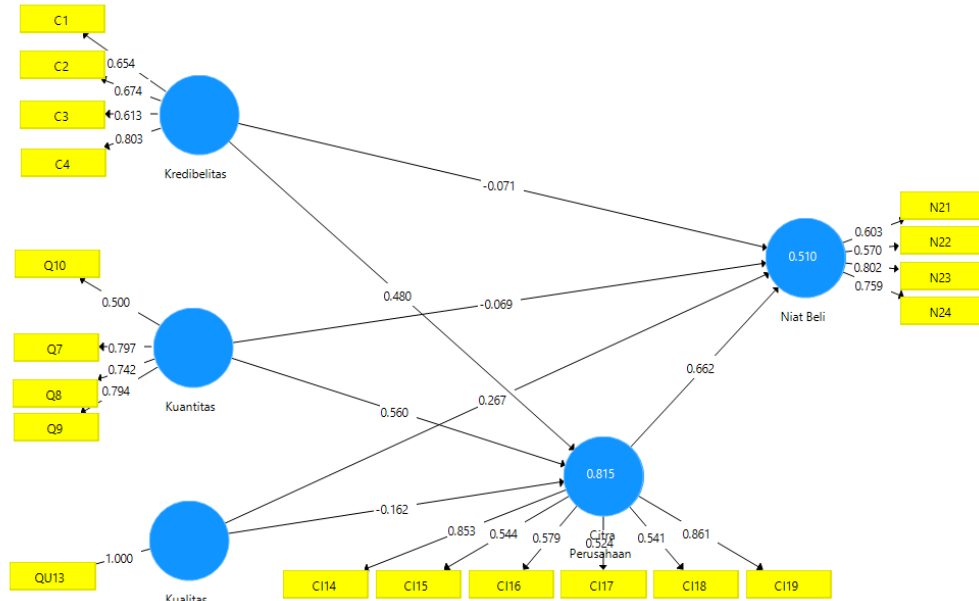 C1
0.654
C2
0.674
C3
0.613
C4
0.803
Kredibelitas
-0.071
N21
0.603
N22
0.570
0.510
N23
0.802
0.759
N24
Niat Beli
Q10
0.500
0.480
-0.069
Q7
0.797
0.742
Q8
0.794
Q9
Kuantitas
0.662
0.267
0.560
0.815
-0.162
QU13
1.000
Kualitas
0.853
0.544
0.579
0.524
0.541
0.861
Citra
Perusahaan
CI14
CI15
CI16
CI17
CI18
CI19